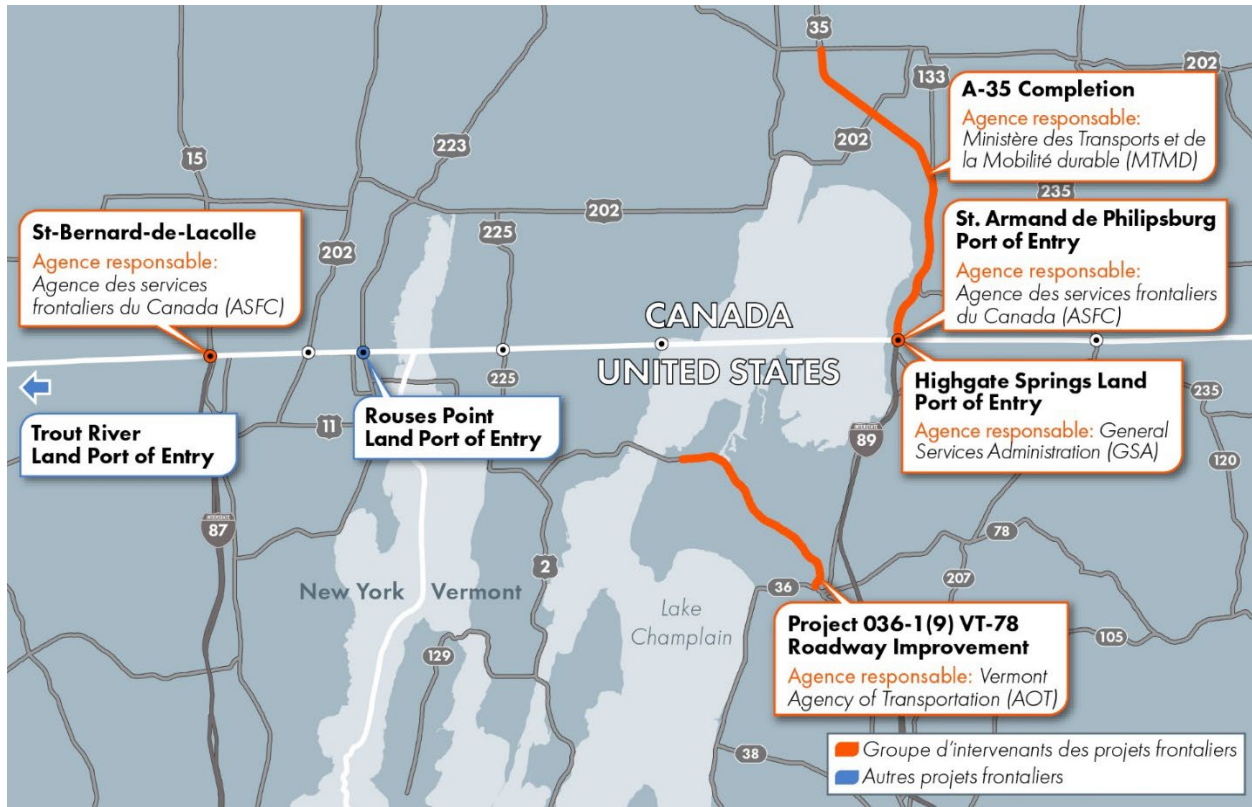 35
202
133
A-35 Completion
Agence responsable:
Ministère des Transports et de
la Mobilité durable (MTMD)
15
223
202
235
St-Bernard-de-Lacolle
Agence responsable:
Agence des services
frontaliers du Canada (ASFC)
202
225
202
St. Armand de Philipsburg
Port of Entry
Agence responsable:
Agence des services frontaliers
du Canada (ASFC)
CANADA
UNITED STATES
225
Trout River
Land Port of Entry
11
Rouses Point
Land Port of Entry
Highgate Springs Land
Port of Entry
Agence responsable: General
Services Administration (GSA)
235
INTERSTATE
89
120
INTERSTATE
87
78
2
36
207
New York
Vermont
Lake
Champlain
Project 036-1(9) VT-78
Roadway Improvement
Agence responsable: Vermont
Agency of Transportation (AOT)
105
129
38
Groupe d'intervenants des projets frontaliers
Autres projets frontaliers